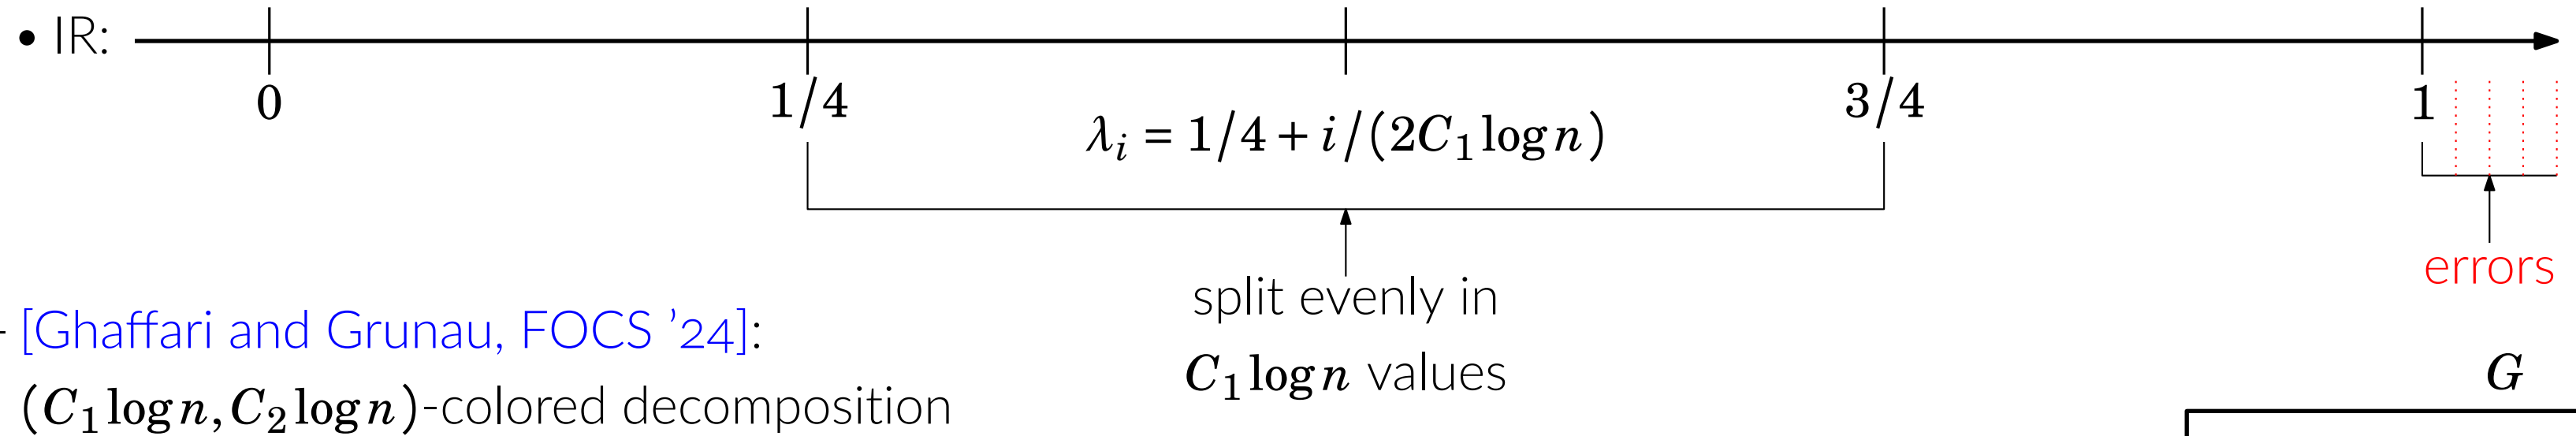 • IR:
0 1/4 3/4 1
λ_i = 1/4 + i/(2C_1 log n)
errors
split evenly in
C_1 log n values
- [Ghaffari and Grunau, FOCS '24]:
(C_1 log n, C_2 log n)-colored decomposition
G